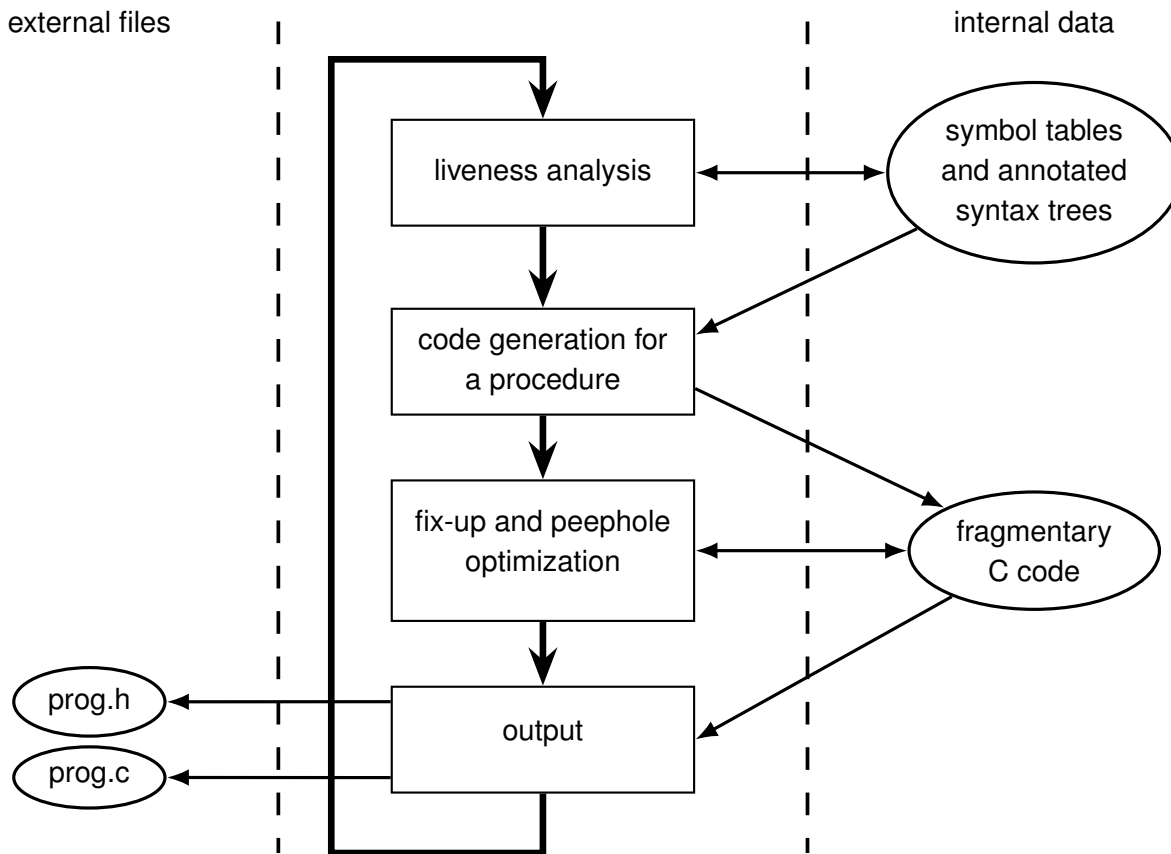 external files
internal data
liveness analysis
symbol tables
and annotated
syntax trees
code generation for
a procedure
fix-up and peephole
optimization
fragmentary
C code
prog.h
output
prog.c